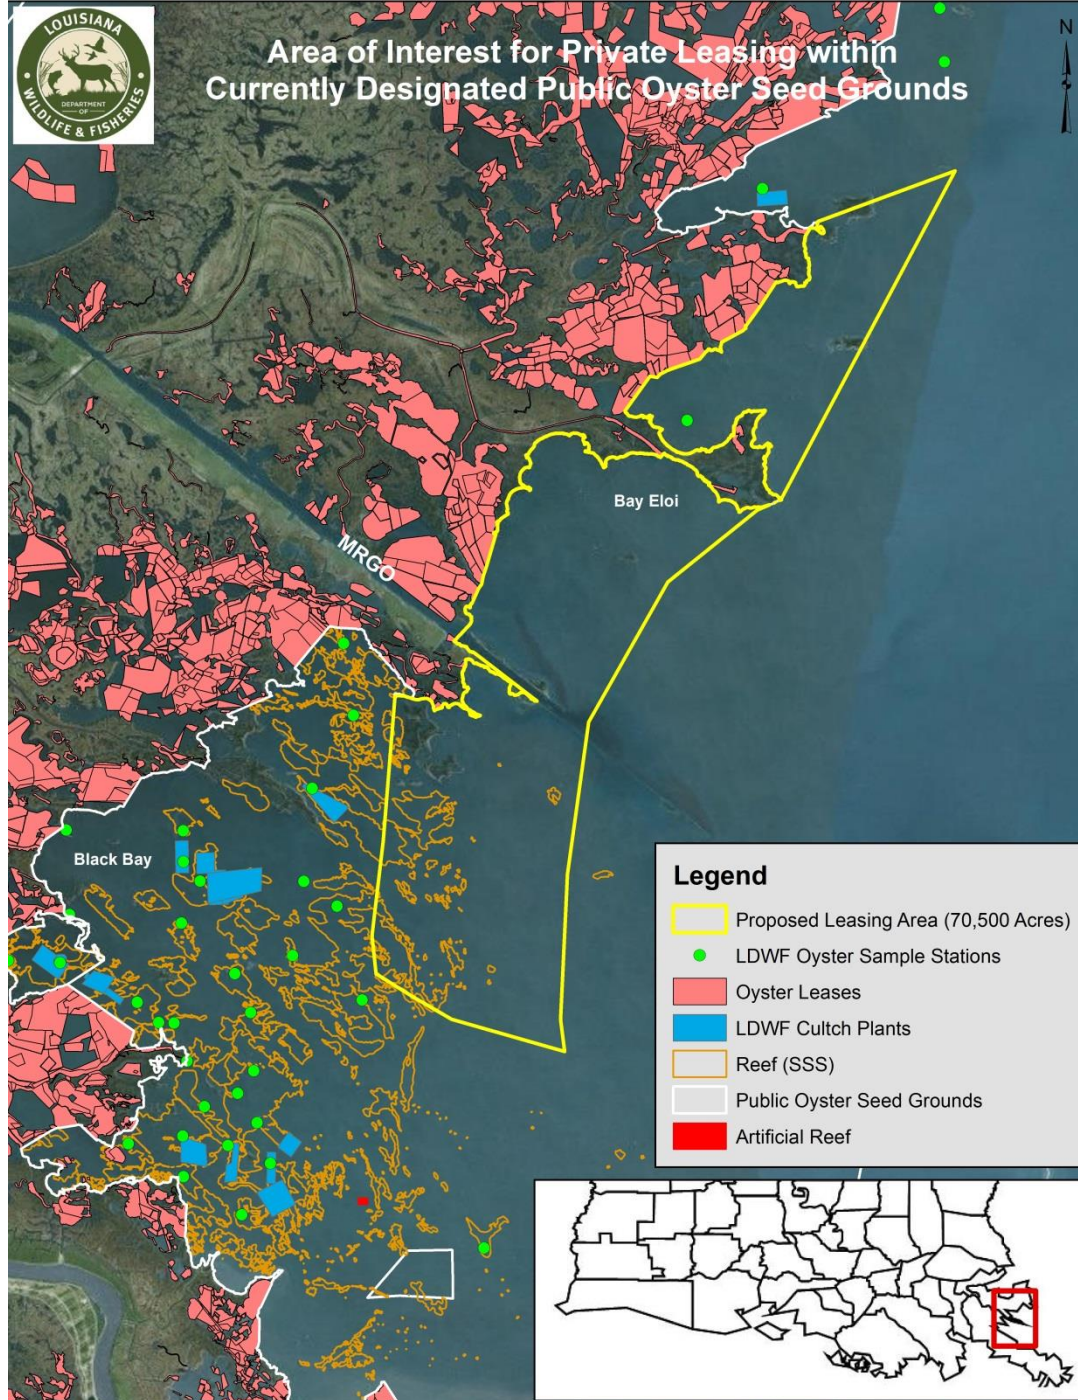 LOUISIANA
DEPARTMENT
OF
WILDLIFE & FISHERIES
Area of Interest for Private Leasing within
Currently Designated Public Oyster Seed Grounds
N
Bay Eloi
MRGO
Black Bay
Legend
Proposed Leasing Area (70,500 Acres)
LDWF Oyster Sample Stations
Oyster Leases
LDWF Cultch Plants
Reef (SSS)
Public Oyster Seed Grounds
Artificial Reef